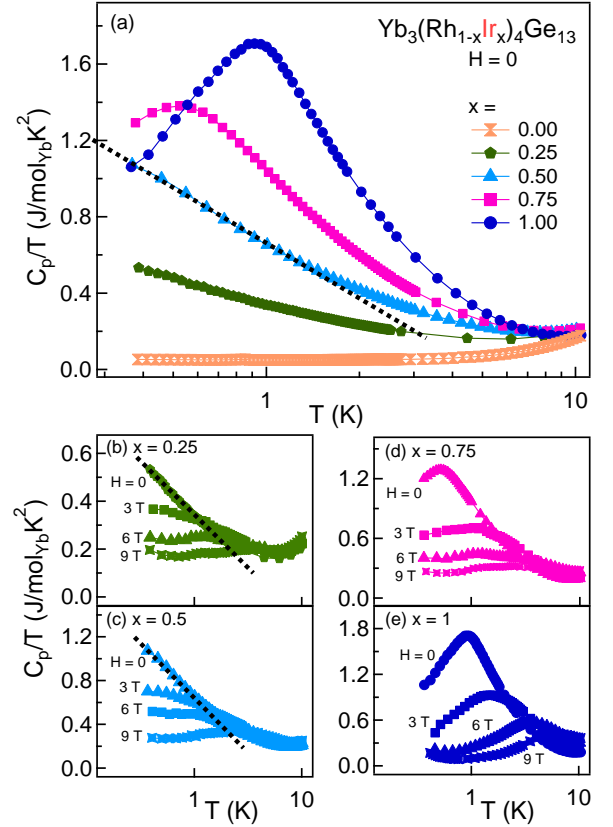 (a)
Yb3(Rh1-xIrx)4Ge13
H = 0
x =
0.00
0.25
0.50
0.75
1.00
1.6
1.2
0.8
0.4
0.0
Cp/T (J/molYbK2)
1
10
T (K)
(b) x = 0.25
H = 0
3 T
6 T
9 T
0.6
0.4
0.2
0.0
(d) x = 0.75
H = 0
3 T
6 T
9 T
1.2
0.9
0.6
0.3
0.0
Cp/T (J/molYbK2)
(c) x = 0.5
H = 0
3 T
6 T
9 T
1.2
0.8
0.4
0.0
1
10
T (K)
(e) x = 1
H = 0
3 T
6 T
9 T
1.8
1.2
0.6
0.0
1
10
T (K)